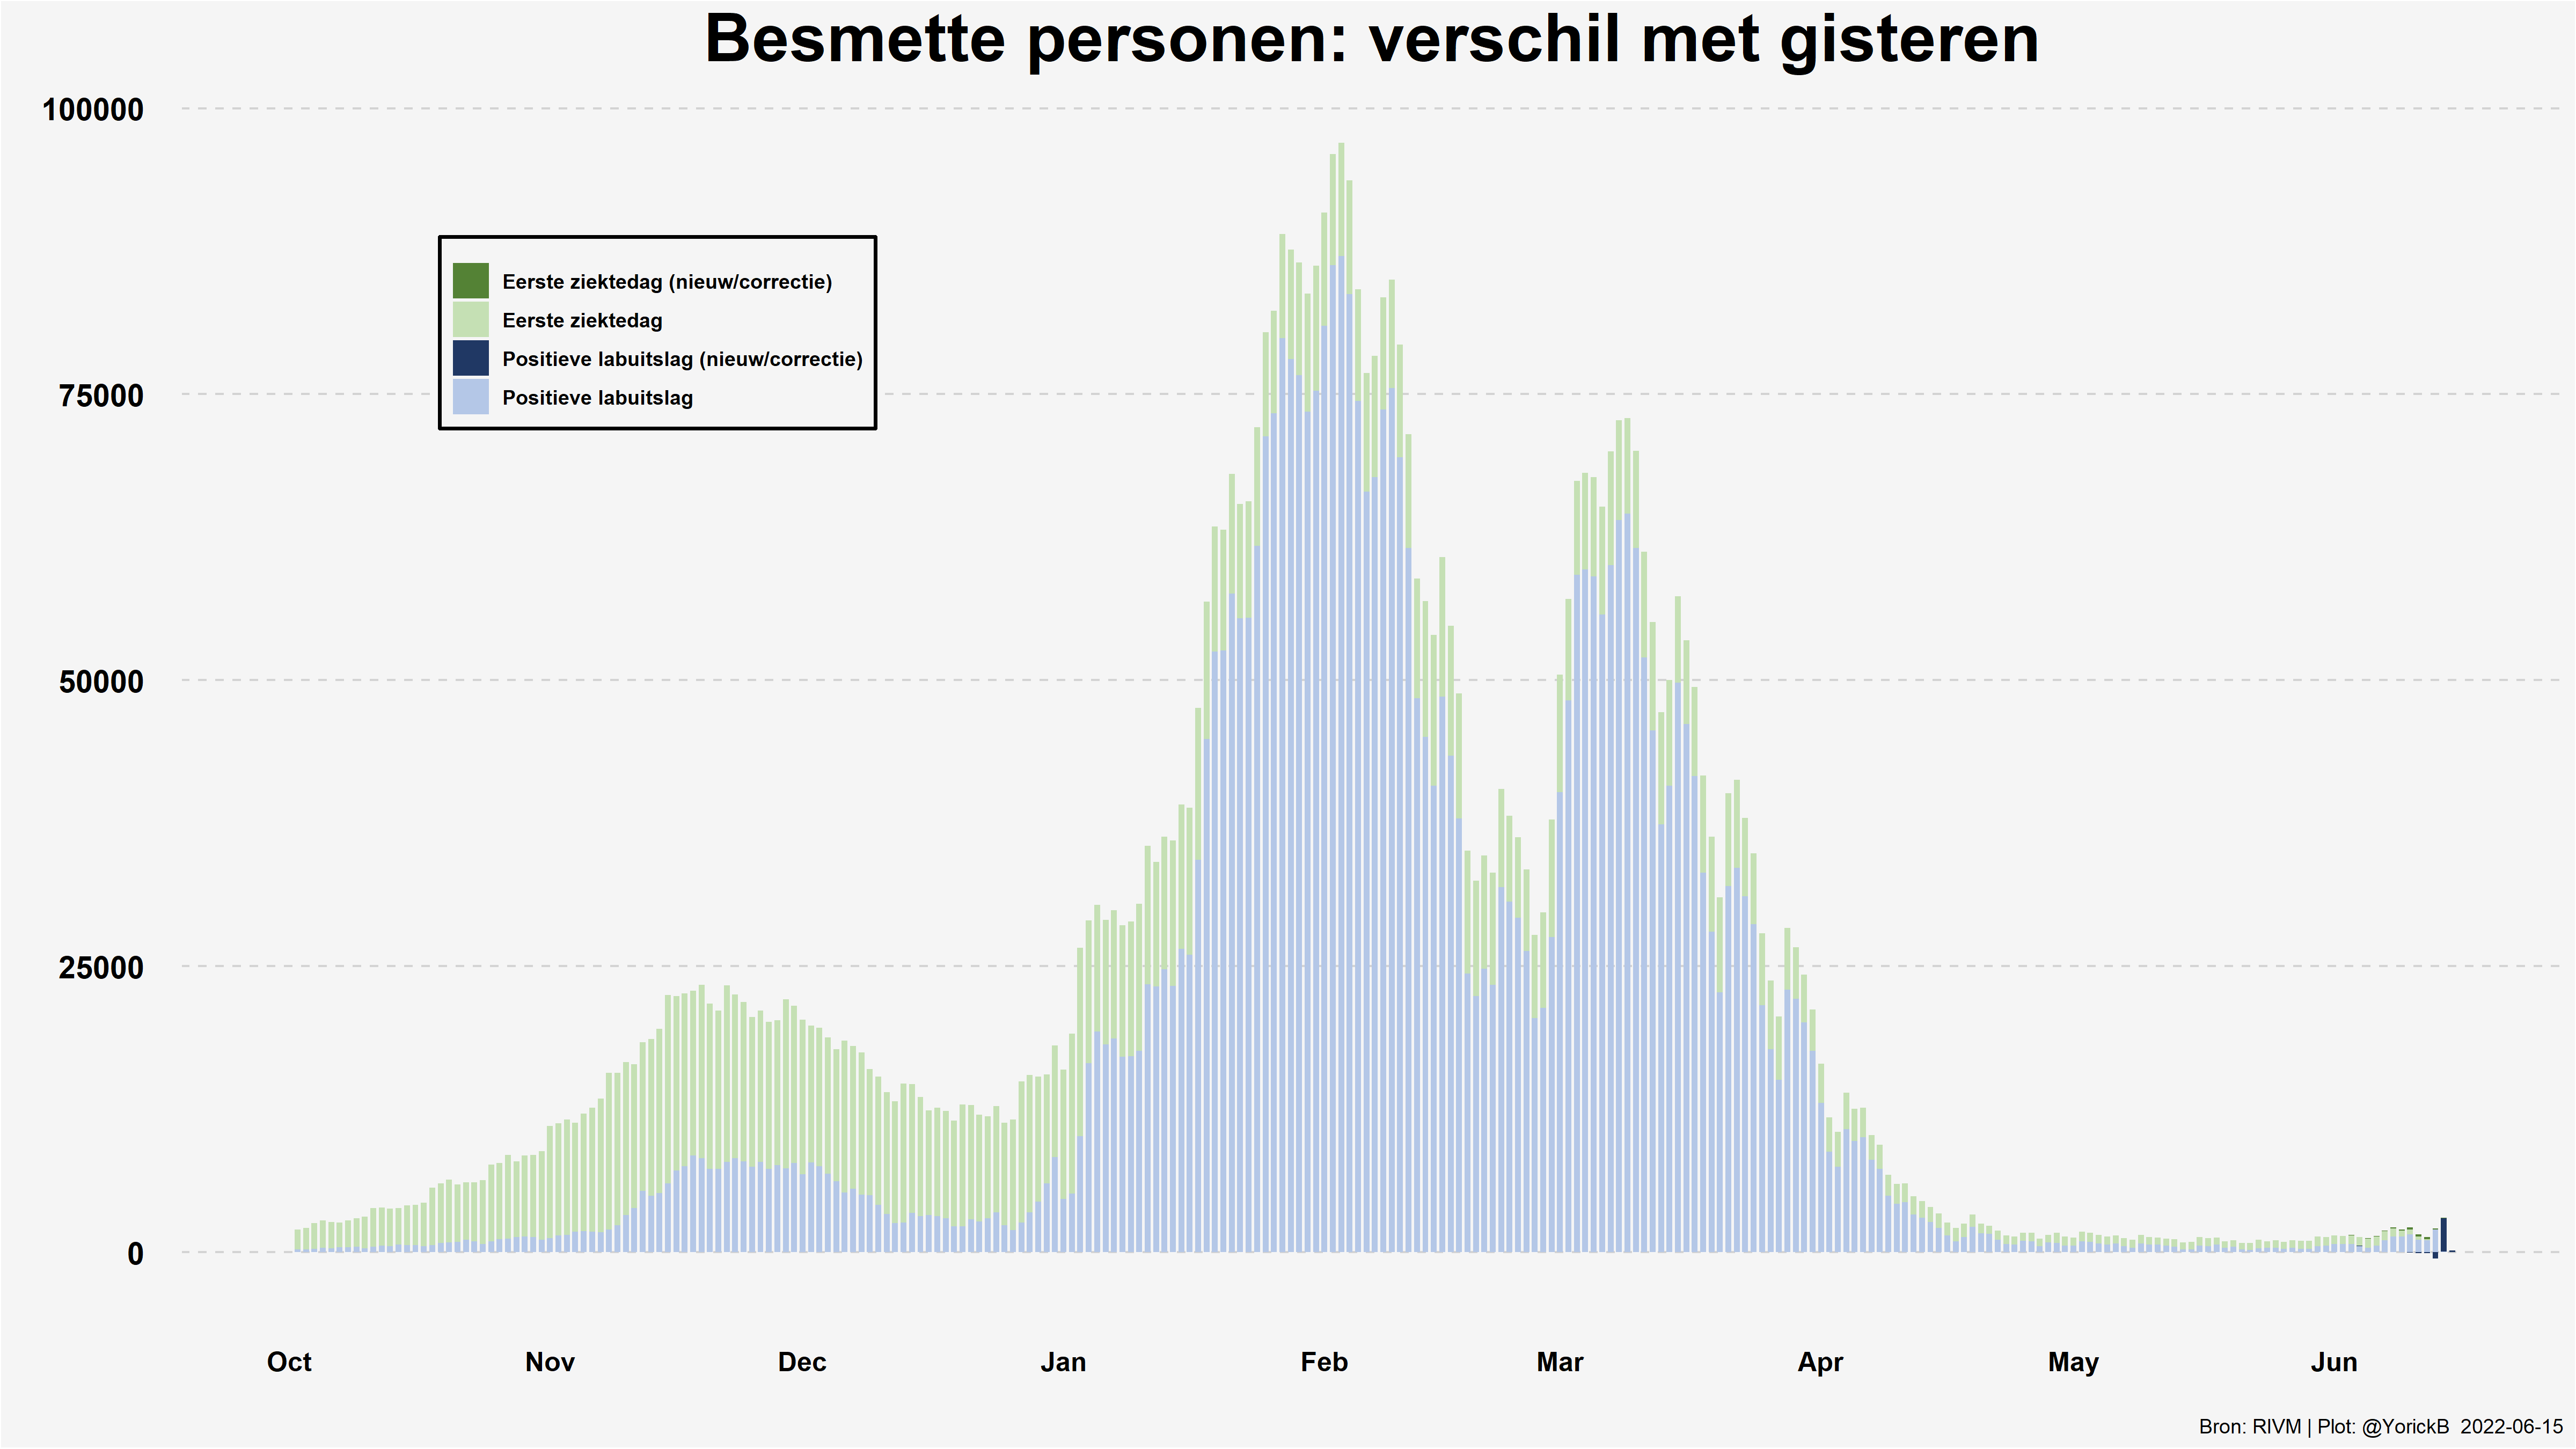 Besmette personen: verschil met gisteren
100000
75000
50000
25000
0
Eerste ziektedag (nieuw/correctie)
Eerste ziektedag
Positieve labuitslag (nieuw/correctie)
Positieve labuitslag
Oct Nov Dec Jan Feb Mar Apr May Jun
Bron: RIVM | Plot: @YorickB 2022-06-15